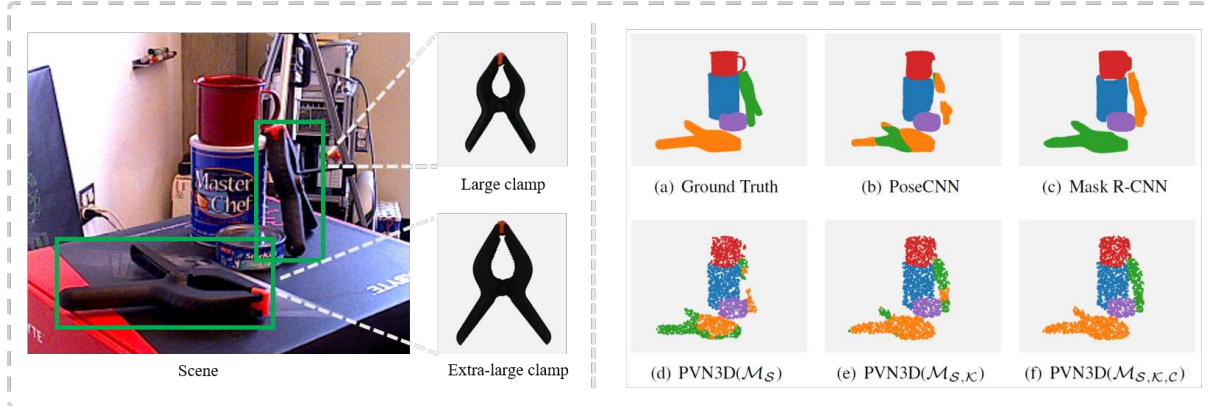 Master
Chef
Scene
Large clamp
Extra-large clamp
(a) Ground Truth
(b) PoseCNN
(c) Mask R-CNN
(d) PVN3D(𝓜𝒮)
(e) PVN3D(𝓜𝒮,𝒦)
(f) PVN3D(𝓜𝒮,𝒦,𝒞)